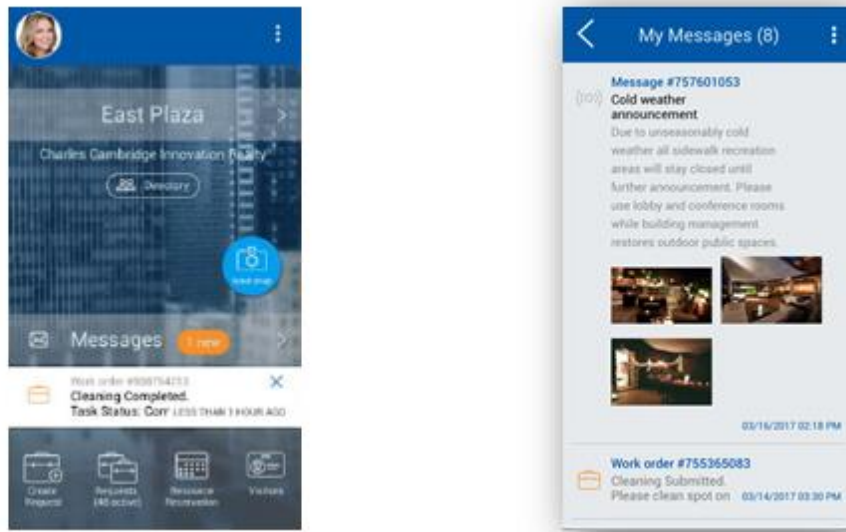 East Plaza
Charles Cambridge Innovation Realty
Directory
Messages 1 new
Cleaning Completed.
Task Status: Corr LESS THAN 1 HOUR AGO
Create
Request
Requests
(46 active)
Resource
Reservation
Visitors
My Messages (8)
Message #757601053
Cold weather
announcement
Due to unseasonably cold
weather all sidewalk recreation
areas will stay closed until
further announcement. Please
use lobby and conference rooms
while building management
restores outdoor public spaces.
03/16/2017 02:18 PM
Work order #755365083
Cleaning Submitted.
Please clean spot on 03/14/2017 03:30 PM